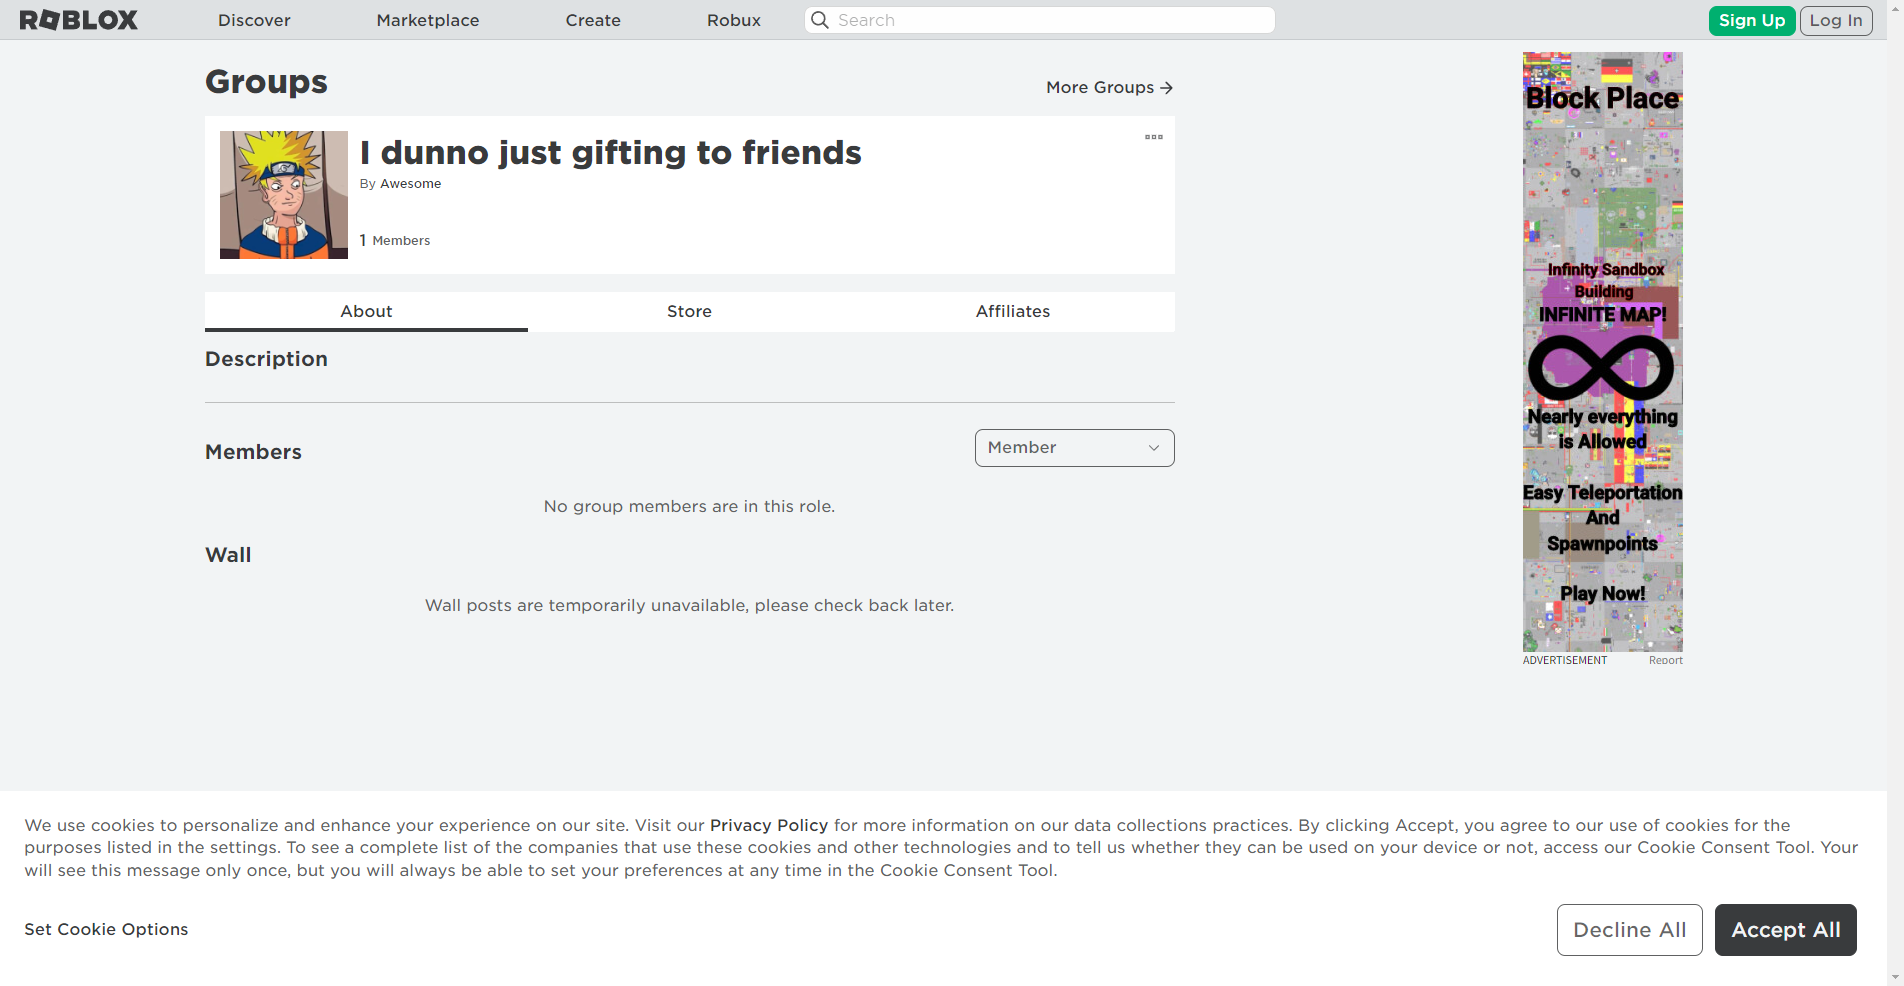 ROBLOX
Discover
Marketplace
Create
Robux
Search
Sign Up
Log In
Groups
More Groups
I dunno just gifting to friends
By Awesome
1 Members
About
Store
Affiliates
Description
Members
Member
No group members are in this role.
Wall
Wall posts are temporarily unavailable, please check back later.
Block Place
Infinity Sandbox
Building
INFINITE MAP!
Nearly everything
is Allowed
Easy Teleportation
And
Spawnpoints
Play Now!
ADVERTISEMENT
Report
We use cookies to personalize and enhance your experience on our site. Visit our Privacy Policy for more information on our data collections practices. By clicking Accept, you agree to our use of cookies for the
purposes listed in the settings. To see a complete list of the companies that use these cookies and other technologies and to tell us whether they can be used on your device or not, access our Cookie Consent Tool. Your
will see this message only once, but you will always be able to set your preferences at any time in the Cookie Consent Tool.
Set Cookie Options
Decline All
Accept All